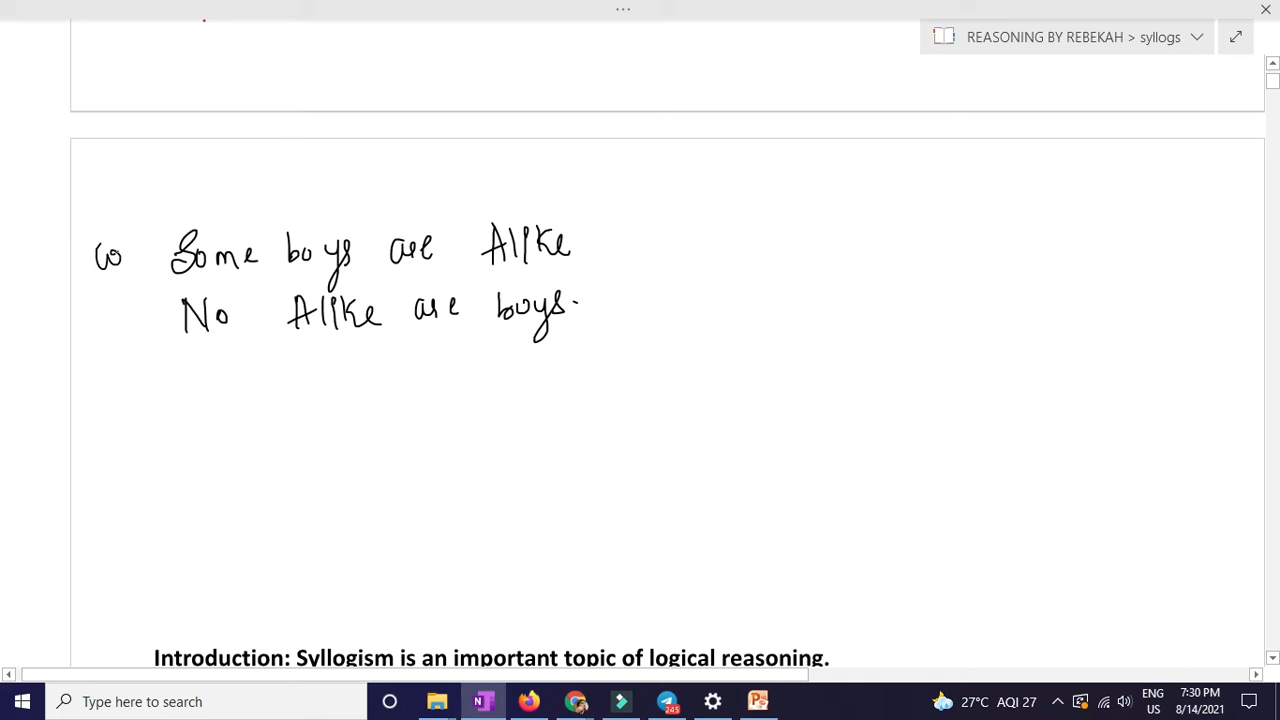 REASONING BY REBEKAH > syllogs
Some boys are Alike
No Alike are boys.
Introduction: Syllogism is an important topic of logical reasoning.
Type here to search
245
27°C AQI 27
ENG
US
7:30 PM
8/14/2021